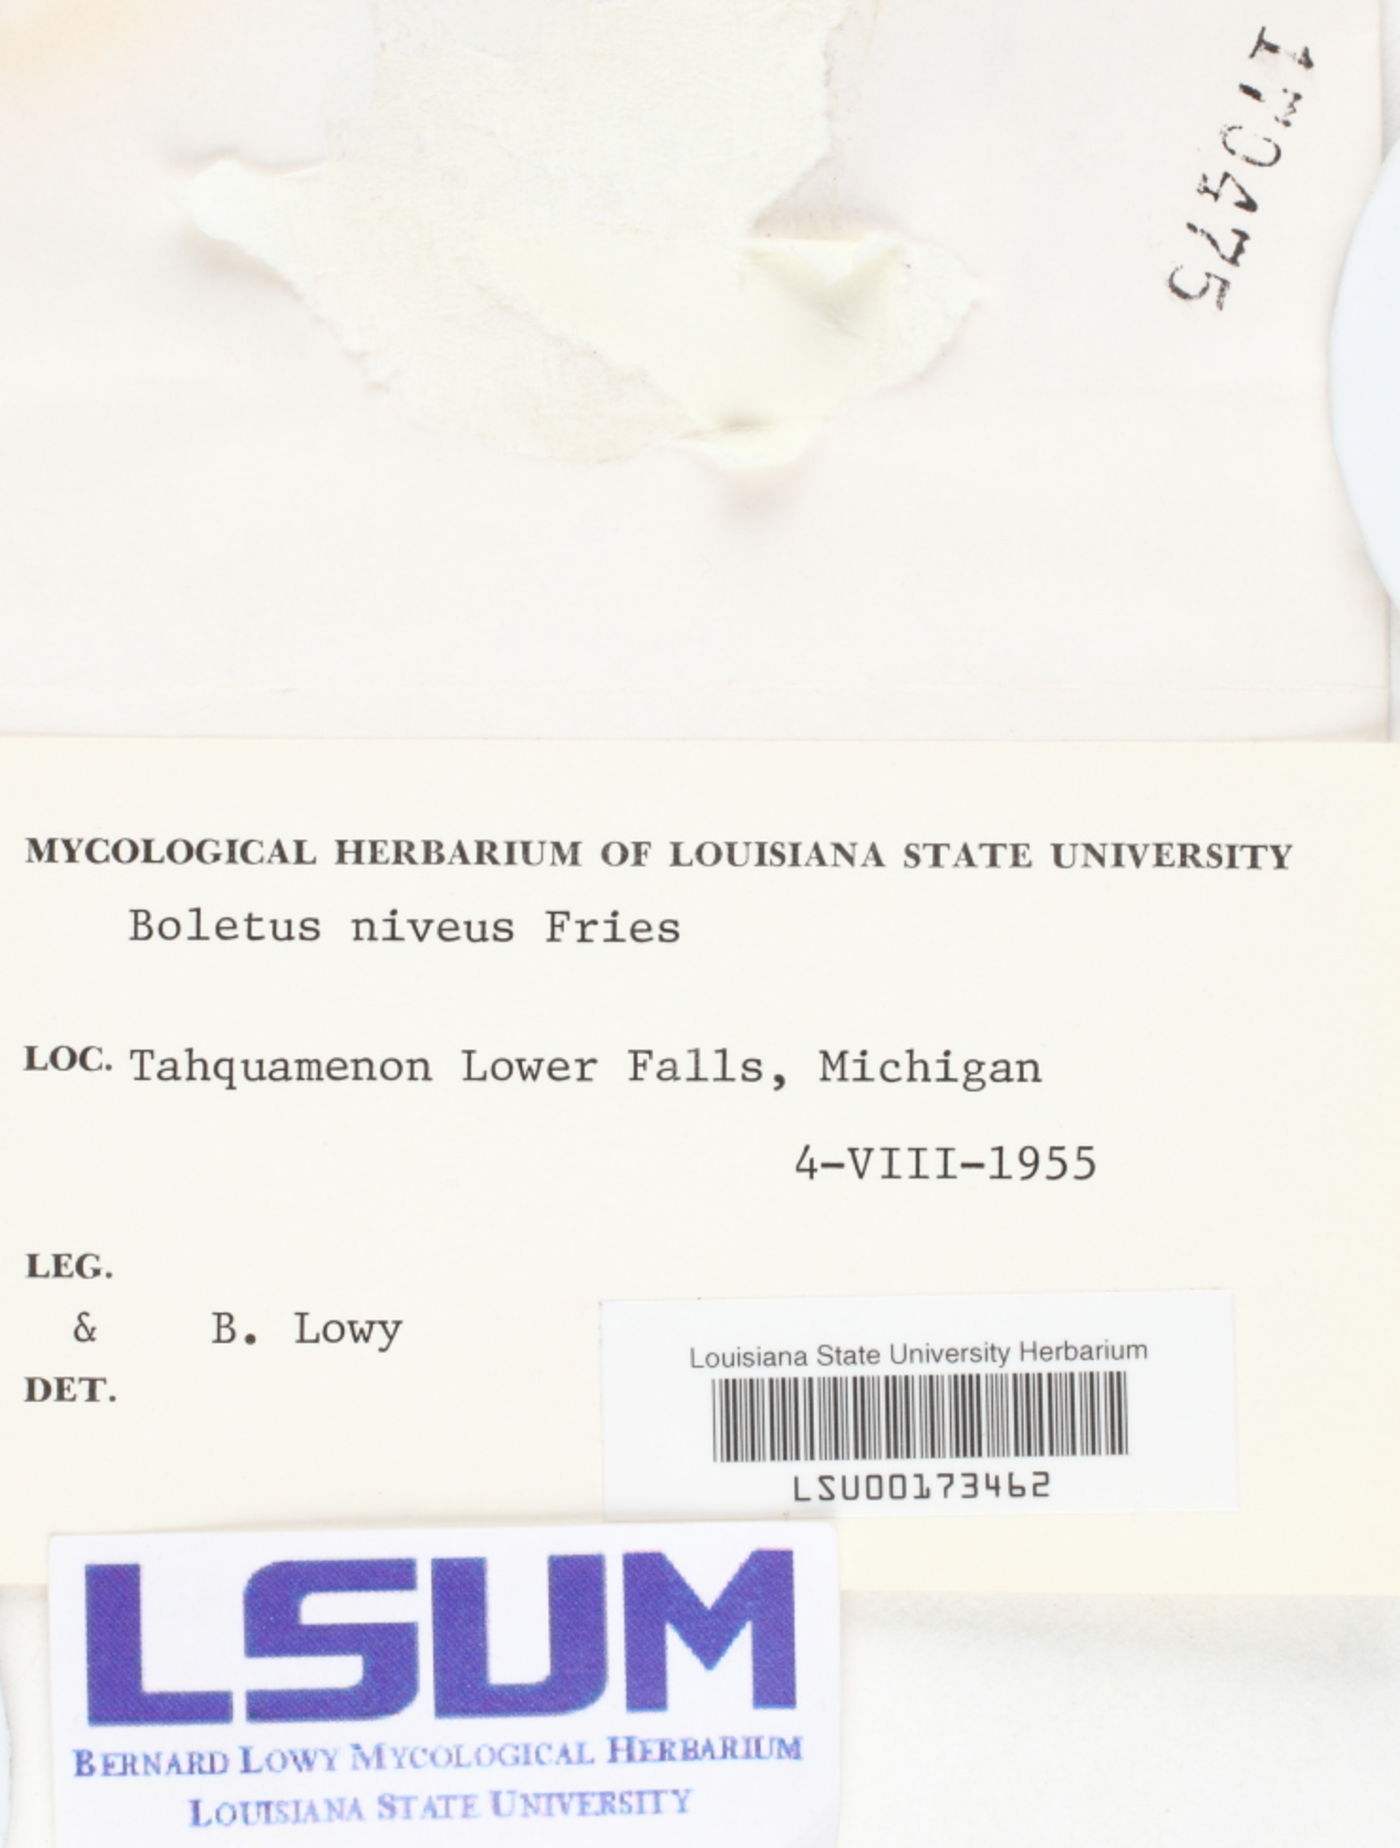 170475
MYCOLOGICAL HERBARIUM OF LOUISIANA STATE UNIVERSITY
Boletus niveus Fries
LOC. Tahquamenon Lower Falls, Michigan
4-VIII-1955
LEG.
& B. Lowy
DET.
Louisiana State University Herbarium
LSU00173462
LSUM
BERNARD LOWY MYCOLOGICAL HERBARIUM
LOUISIANA STATE UNIVERSITY